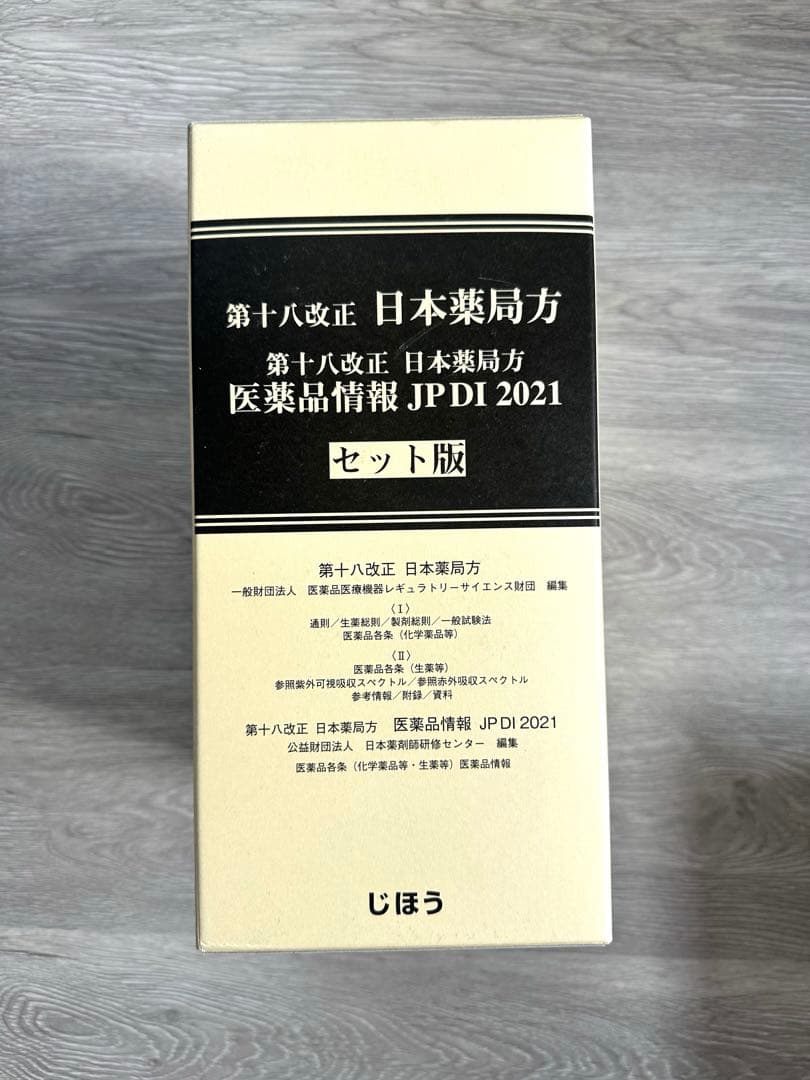 第十八改正 日本薬局方
第十八改正 日本薬局方
医薬品情報 JP DI 2021
セット版
第十八改正 日本薬局方
一般財団法人 医薬品医療機器レギュラトリーサイエンス財団 編集
〈Ⅰ〉
通則／生薬総則／製剤総則／一般試験法
医薬品各条（化学薬品等）
〈Ⅱ〉
医薬品各条（生薬等）
参照紫外可視吸収スペクトル／参照赤外吸収スペクトル
参考情報／附録／資料
第十八改正 日本薬局方 医薬品情報 JP DI 2021
公益財団法人 日本薬剤師研修センター 編集
医薬品各条（化学薬品等・生薬等）医薬品情報
じほう